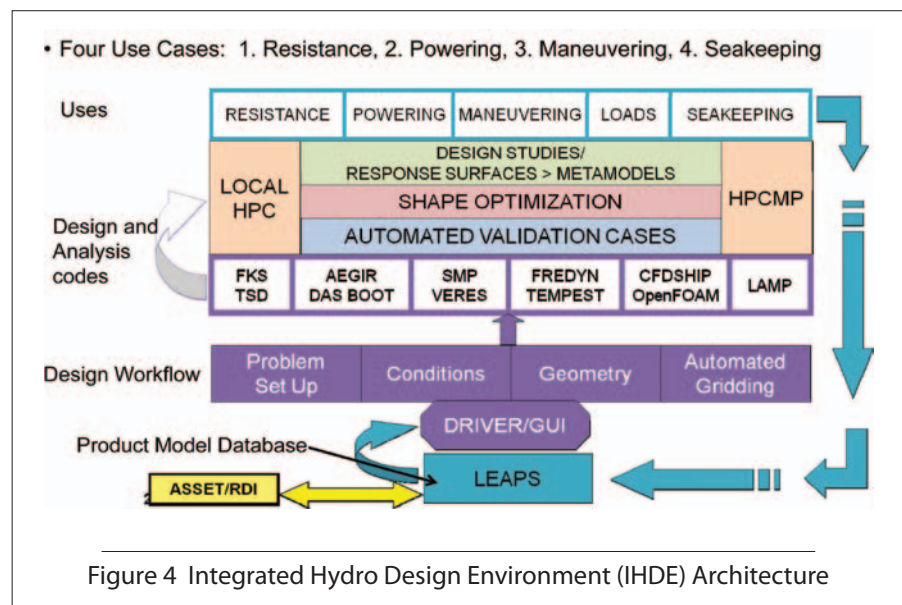 • Four Use Cases: 1. Resistance, 2. Powering, 3. Maneuvering, 4. Seakeeping
Uses
RESISTANCE POWERING MANEUVERING LOADS SEAKEEPING
DESIGN STUDIES/
RESPONSE SURFACES > METAMODELS
LOCAL
HPC
SHAPE OPTIMIZATION
HPCMP
AUTOMATED VALIDATION CASES
Design and
Analysis
codes
FKS
TSD
AEGIR
DAS BOOT
SMP
VERES
FREDYN
TEMPEST
CFDSHIP
OpenFOAM
LAMP
Design Workflow
Problem
Set Up
Conditions
Geometry
Automated
Gridding
DRIVER/GUI
Product Model Database
LEAPS
ASSET/RDI
Figure 4 Integrated Hydro Design Environment (IHDE) Architecture